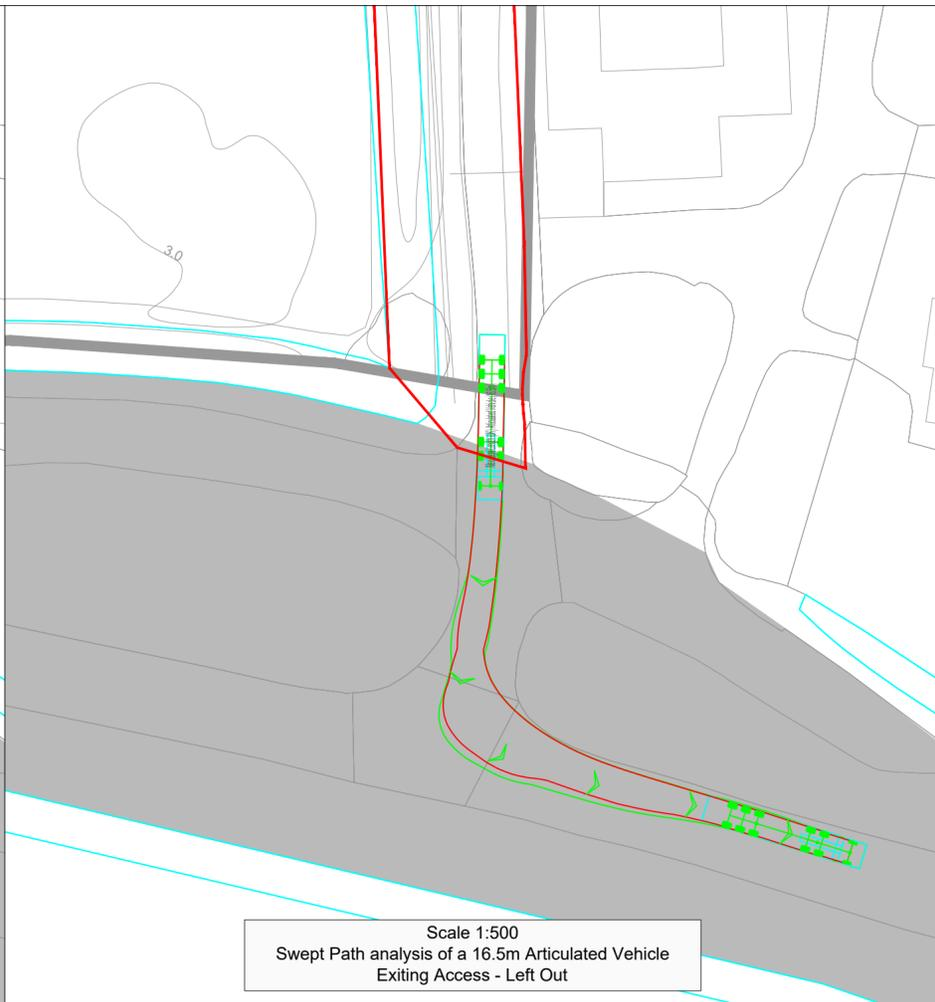 3.0
Scale 1:500
Swept Path analysis of a 16.5m Articulated Vehicle
Exiting Access - Left Out